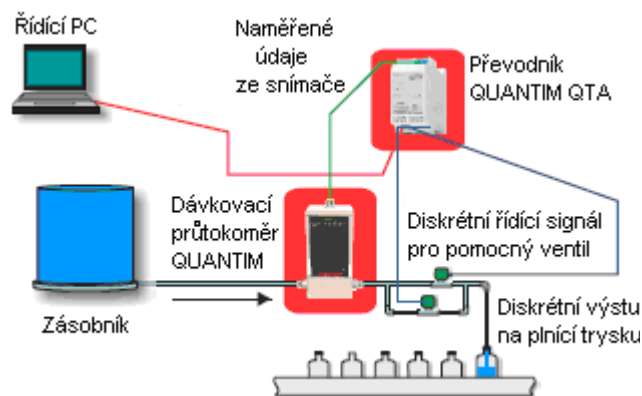 Řídící PC
Naměřené
údaje
ze snímače
Převodník
QUANTIM QTA
Dávkovací
průtokoměr
QUANTIM
Diskrétní řídící signál
pro pomocný ventil
Zásobník
Diskrétní výstu
na plnící trysku